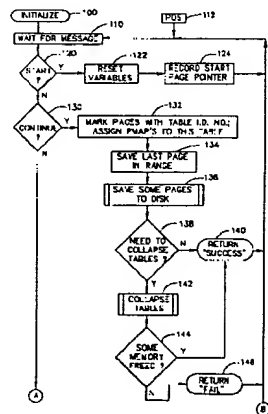 INITIALIZE
100
110
WAIT FOR MESSAGE
POS
112
120
START
?
Y
N
122
RESET
VARIABLES
124
RECORD START
PAGE POINTER
130
CONTINUE
?
Y
N
132
MARK PAGES WITH TABLE I.D. NO.;
ASSIGN PMAP'S TO THIS TABLE
134
SAVE LAST PAGE
IN RANGE
136
SAVE SOME PAGES
TO DISK
138
NEED TO
COLLAPSE
TABLES ?
N
Y
140
RETURN
"SUCCESS"
142
COLLAPSE
TABLES
144
SOME
MEMORY
FREED ?
Y
N
RETURN
"FAIL"
A
B